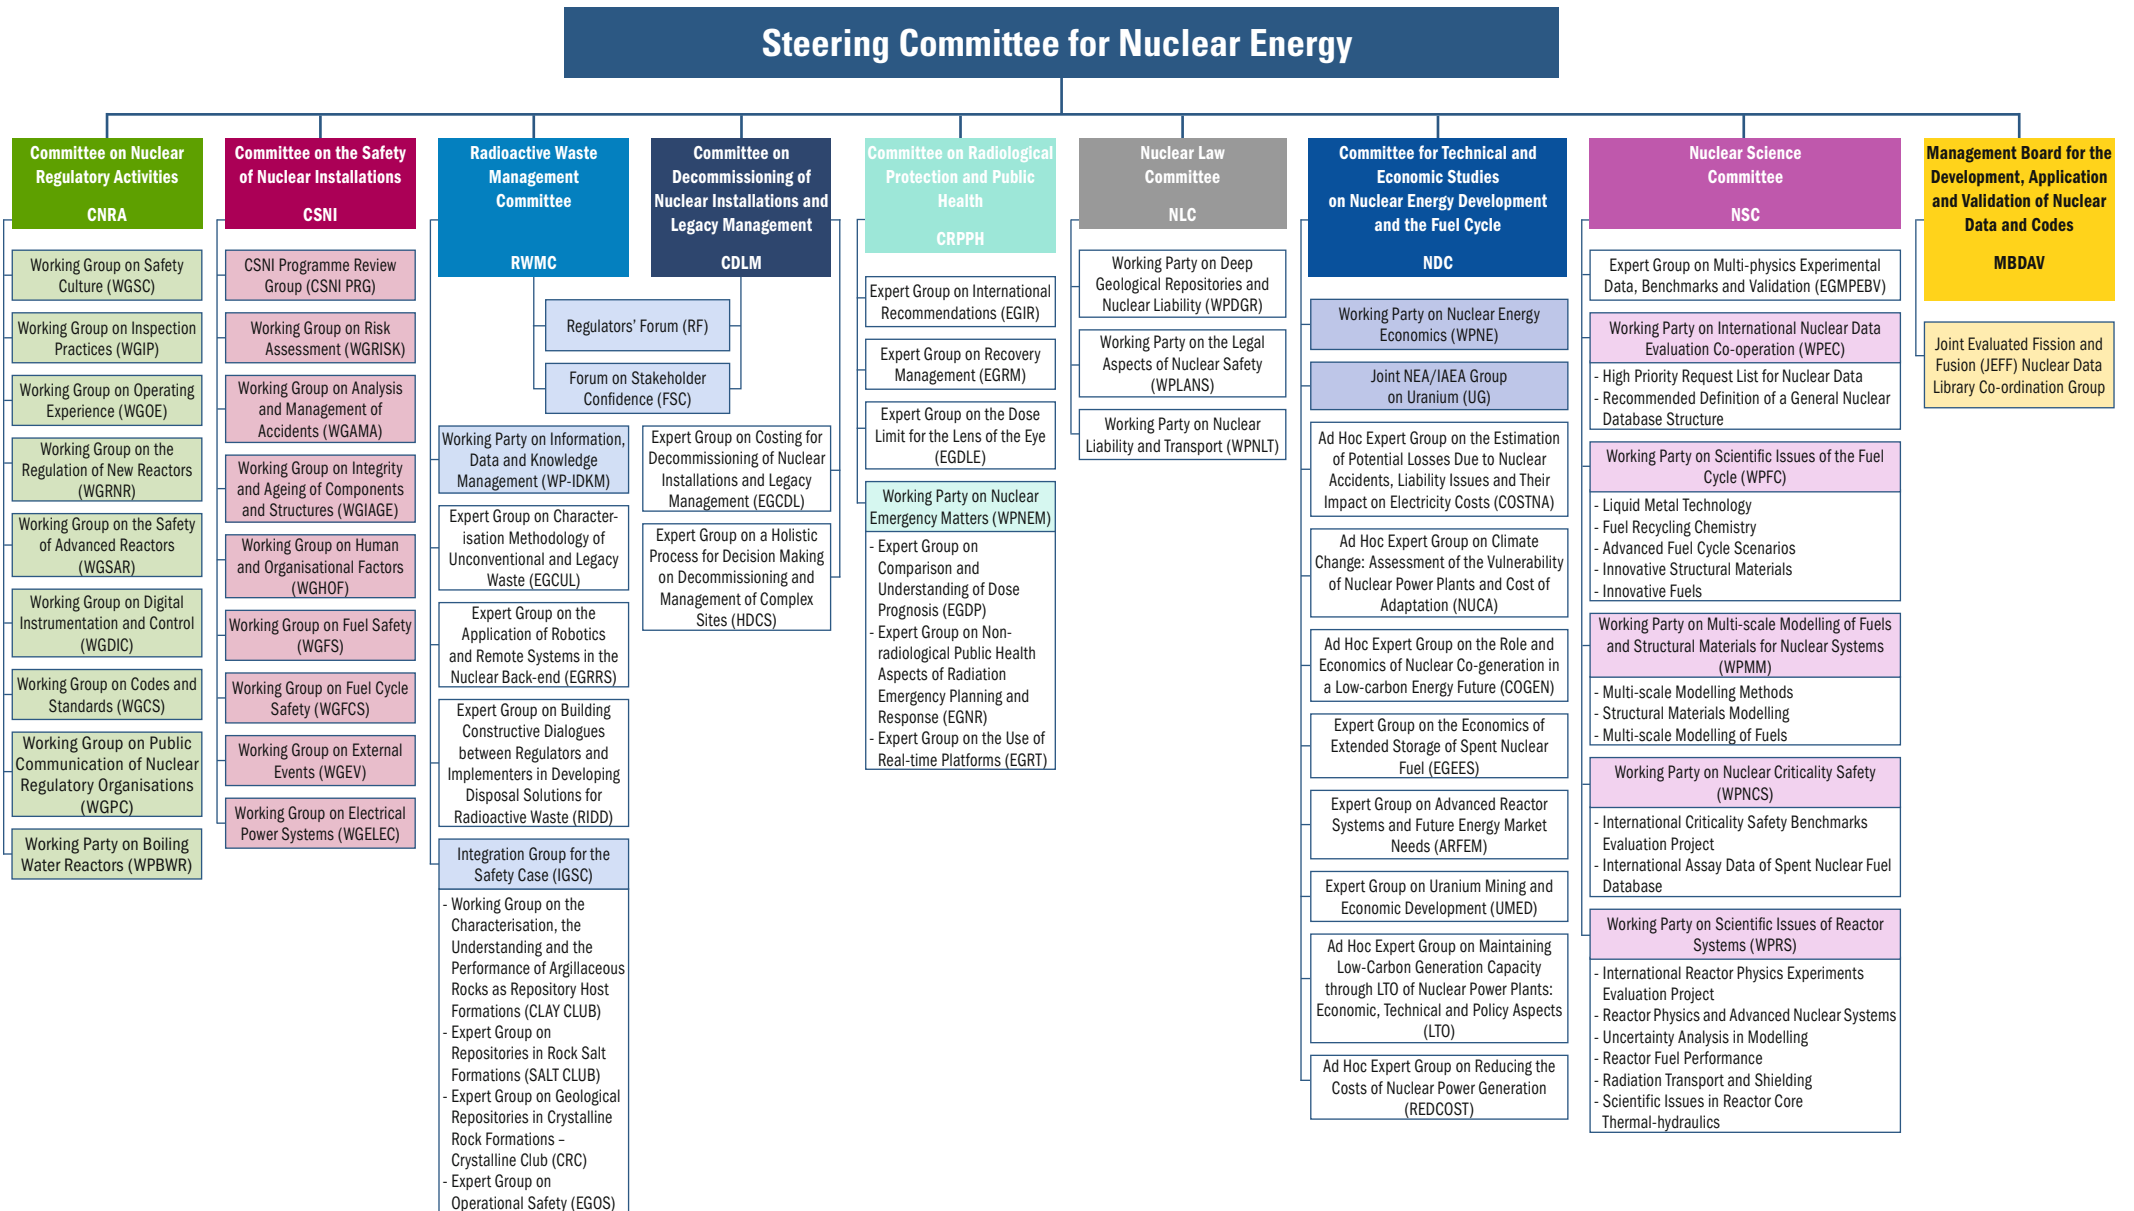 Steering Committee for Nuclear Energy
Committee on Nuclear
Regulatory Activities
CNRA
Working Group on Safety
Culture (WGSC)
Working Group on Inspection
Practices (WGIP)
Working Group on Operating
Experience (WGOE)
Working Group on the
Regulation of New Reactors
(WGRNR)
Working Group on the Safety
of Advanced Reactors
(WGSAR)
Working Group on Digital
Instrumentation and Control
(WGDIC)
Working Group on Codes and
Standards (WGCS)
Working Group on Public
Communication of Nuclear
Regulatory Organisations
(WGPC)
Working Party on Boiling
Water Reactors (WPBWR)
Committee on the Safety
of Nuclear Installations
CSNI
CSNI Programme Review
Group (CSNI PRG)
Working Group on Risk
Assessment (WGRISK)
Working Group on Analysis
and Management of
Accidents (WGAMA)
Working Group on Integrity
and Ageing of Components
and Structures (WGIAGE)
Working Group on Human
and Organisational Factors
(WGHOF)
Working Group on Fuel Safety
(WGFS)
Working Group on Fuel Cycle
Safety (WGFCS)
Working Group on External
Events (WGEV)
Working Group on Electrical
Power Systems (WGELEC)
Radioactive Waste
Management
Committee
RWMC
Committee on
Decommissioning of
Nuclear Installations and
Legacy Management
CDLM
Regulators’ Forum (RF)
Forum on Stakeholder
Confidence (FSC)
Working Party on Information,
Data and Knowledge
Management (WP-IDKM)
Expert Group on Character-
isation Methodology of
Unconventional and Legacy
Waste (EGCUL)
Expert Group on the
Application of Robotics
and Remote Systems in the
Nuclear Back-end (EGRRS)
Expert Group on Building
Constructive Dialogues
between Regulators and
Implementers in Developing
Disposal Solutions for
Radioactive Waste (RIDD)
Integration Group for the
Safety Case (IGSC)
- Working Group on the
Characterisation, the
Understanding and the
Performance of Argillaceous
Rocks as Repository Host
Formations (CLAY CLUB)
- Expert Group on
Repositories in Rock Salt
Formations (SALT CLUB)
- Expert Group on Geological
Repositories in Crystalline
Rock Formations –
Crystalline Club (CRC)
- Expert Group on
Operational Safety (EGOS)
Expert Group on Costing for
Decommissioning of Nuclear
Installations and Legacy
Management (EGCDL)
Expert Group on a Holistic
Process for Decision Making
on Decommissioning and
Management of Complex
Sites (HDCS)
Committee on Radiological
Protection and Public
Health
CRPPH
Expert Group on International
Recommendations (EGIR)
Expert Group on Recovery
Management (EGRM)
Expert Group on the Dose
Limit for the Lens of the Eye
(EGDLE)
Working Party on Nuclear
Emergency Matters (WPNEM)
- Expert Group on
Comparison and
Understanding of Dose
Prognosis (EGDP)
- Expert Group on Non-
radiological Public Health
Aspects of Radiation
Emergency Planning and
Response (EGNR)
- Expert Group on the Use of
Real-time Platforms (EGRT)
Nuclear Law
Committee
NLC
Working Party on Deep
Geological Repositories and
Nuclear Liability (WPDGR)
Working Party on the Legal
Aspects of Nuclear Safety
(WPLANS)
Working Party on Nuclear
Liability and Transport (WPNLT)
Committee for Technical and
Economic Studies
on Nuclear Energy Development
and the Fuel Cycle
NDC
Working Party on Nuclear Energy
Economics (WPNE)
Joint NEA/IAEA Group
on Uranium (UG)
Ad Hoc Expert Group on the Estimation
of Potential Losses Due to Nuclear
Accidents, Liability Issues and Their
Impact on Electricity Costs (COSTNA)
Ad Hoc Expert Group on Climate
Change: Assessment of the Vulnerability
of Nuclear Power Plants and Cost of
Adaptation (NUCA)
Ad Hoc Expert Group on the Role and
Economics of Nuclear Co-generation in
a Low-carbon Energy Future (COGEN)
Expert Group on the Economics of
Extended Storage of Spent Nuclear
Fuel (EGEES)
Expert Group on Advanced Reactor
Systems and Future Energy Market
Needs (ARFEM)
Expert Group on Uranium Mining and
Economic Development (UMED)
Ad Hoc Expert Group on Maintaining
Low-Carbon Generation Capacity
through LTO of Nuclear Power Plants:
Economic, Technical and Policy Aspects
(LTO)
Ad Hoc Expert Group on Reducing the
Costs of Nuclear Power Generation
(REDCOST)
Nuclear Science
Committee
NSC
Expert Group on Multi-physics Experimental
Data, Benchmarks and Validation (EGMPEBV)
Working Party on International Nuclear Data
Evaluation Co-operation (WPEC)
- High Priority Request List for Nuclear Data
- Recommended Definition of a General Nuclear
Database Structure
Working Party on Scientific Issues of the Fuel
Cycle (WPFC)
- Liquid Metal Technology
- Fuel Recycling Chemistry
- Advanced Fuel Cycle Scenarios
- Innovative Structural Materials
- Innovative Fuels
Working Party on Multi-scale Modelling of Fuels
and Structural Materials for Nuclear Systems
(WPMM)
- Multi-scale Modelling Methods
- Structural Materials Modelling
- Multi-scale Modelling of Fuels
Working Party on Nuclear Criticality Safety
(WPNCS)
- International Criticality Safety Benchmarks
Evaluation Project
- International Assay Data of Spent Nuclear Fuel
Database
Working Party on Scientific Issues of Reactor
Systems (WPRS)
- International Reactor Physics Experiments
Evaluation Project
- Reactor Physics and Advanced Nuclear Systems
- Uncertainty Analysis in Modelling
- Reactor Fuel Performance
- Radiation Transport and Shielding
- Scientific Issues in Reactor Core
Thermal-hydraulics
Management Board for the
Development, Application
and Validation of Nuclear
Data and Codes
MBDAV
Joint Evaluated Fission and
Fusion (JEFF) Nuclear Data
Library Co-ordination Group